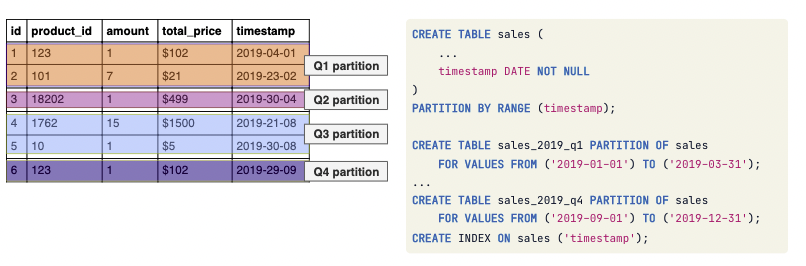 id product_id amount total_price timestamp
1 123 1 $102 2019-04-01
2 101 7 $21 2019-23-02
Q1 partition
3 18202 1 $499 2019-30-04
Q2 partition
4 1762 15 $1500 2019-21-08
5 10 1 $5 2019-30-08
Q3 partition
6 123 1 $102 2019-29-09
Q4 partition
CREATE TABLE sales (
...
timestamp DATE NOT NULL
)
PARTITION BY RANGE (timestamp);
CREATE TABLE sales_2019_q1 PARTITION OF sales
FOR VALUES FROM ('2019-01-01') TO ('2019-03-31');
...
CREATE TABLE sales_2019_q4 PARTITION OF sales
FOR VALUES FROM ('2019-09-01') TO ('2019-12-31');
CREATE INDEX ON sales ('timestamp');